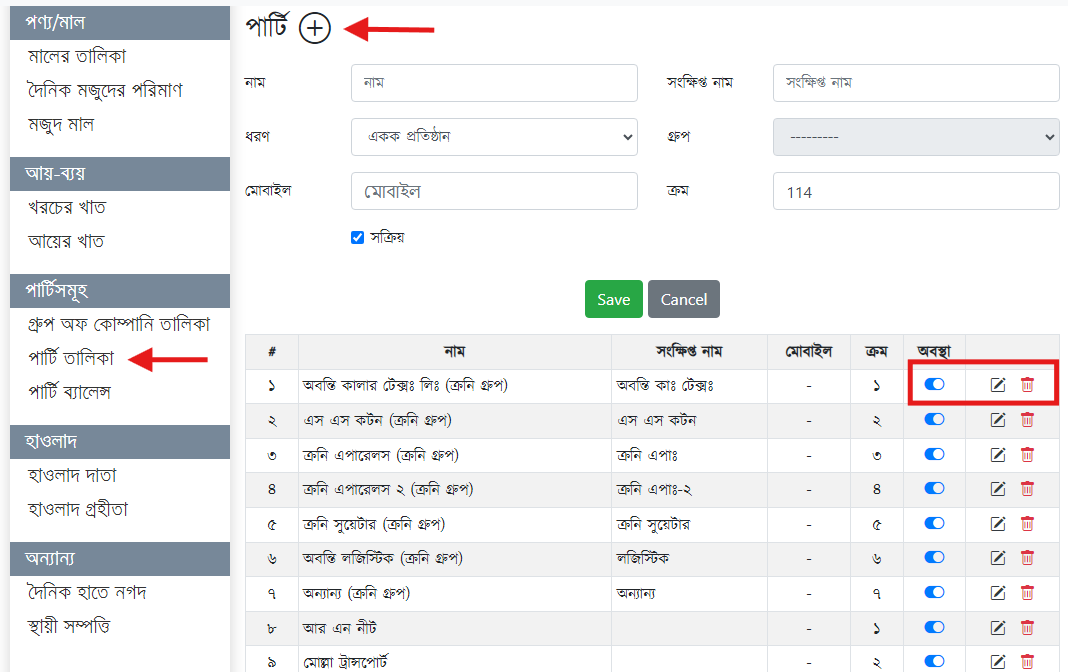 পণ্য/মাল
মালের তালিকা
দৈনিক মজুদের পরিমাণ
মজুদ মাল
আয়-ব্যয়
খরচের খাত
আয়ের খাত
পার্টিসমূহ
গ্রুপ অফ কোম্পানি তালিকা
পার্টি তালিকা
পার্টি ব্যালেন্স
হাওলাদ
হাওলাদ দাতা
হাওলাদ গ্রহীতা
অন্যান্য
দৈনিক হাতে নগদ
স্থায়ী সম্পত্তি
পার্টি
নাম নাম সংক্ষিপ্ত নাম সংক্ষিপ্ত নাম
ধরণ একক প্রতিষ্ঠান গ্রুপ ---------
মোবাইল মোবাইল ক্রম 114
সক্রিয়
Save Cancel
# নাম সংক্ষিপ্ত নাম মোবাইল ক্রম অবস্থা
১ অবন্তি কালার টেক্সঃ লিঃ (ক্রনি গ্রুপ) অবন্তি কাঃ টেক্সঃ - ১
২ এস এস কটন (ক্রনি গ্রুপ) এস এস কটন - ২
৩ ক্রনি এপারেলস (ক্রনি গ্রুপ) ক্রনি এপাঃ - ৩
৪ ক্রনি এপারেলস ২ (ক্রনি গ্রুপ) ক্রনি এপাঃ-২ - ৪
৫ ক্রনি সুয়েটার (ক্রনি গ্রুপ) ক্রনি সুয়েটার - ৫
৬ অবন্তি লজিস্টিক (ক্রনি গ্রুপ) লজিস্টিক - ৬
৭ অন্যান্য (ক্রনি গ্রুপ) অন্যান্য - ৭
৮ আর এন নীট - ১
৯ মোল্লা ট্রান্সপোর্ট - ২